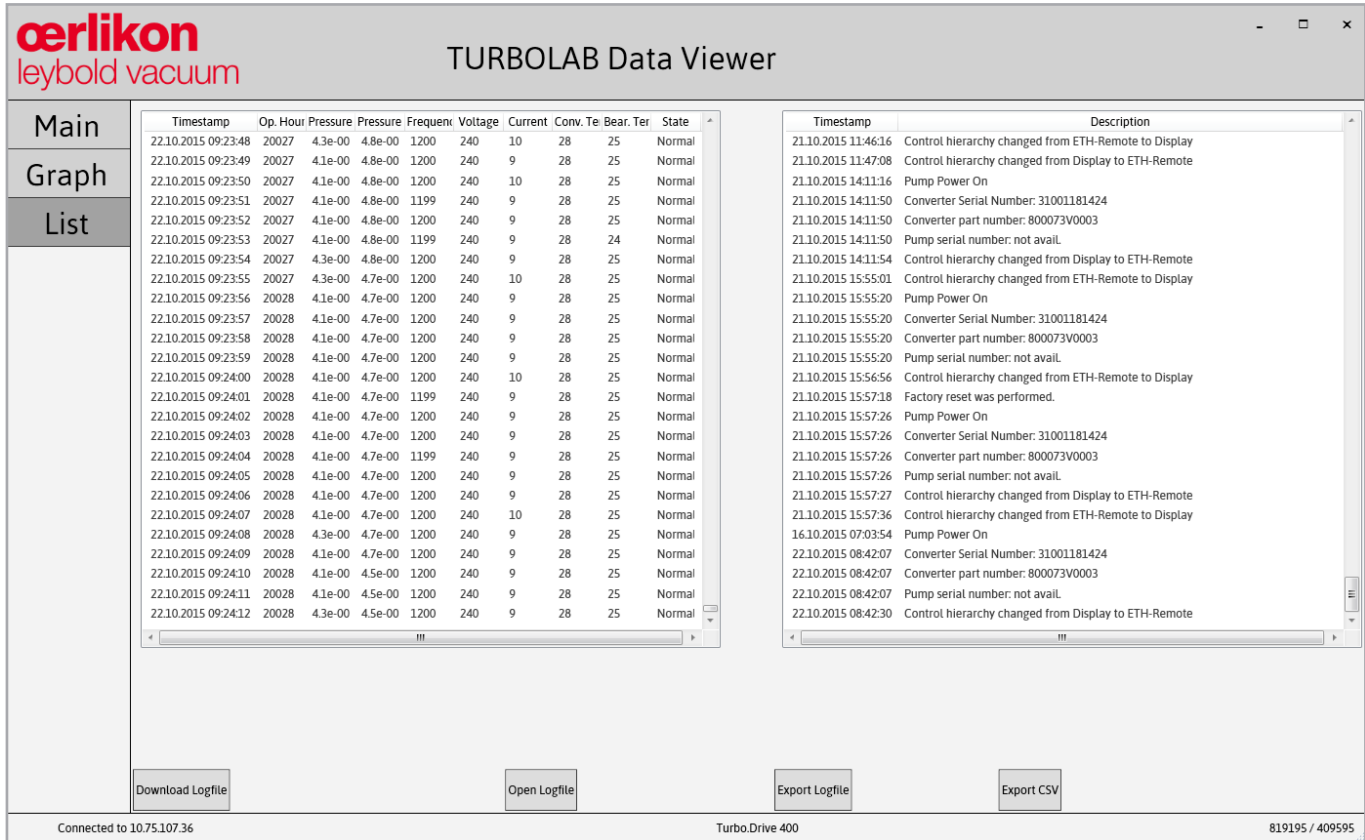 œrlikon
leybold vacuum
TURBOLAB Data Viewer
Main
Graph
List
Timestamp Op. Hour Pressure Pressure Frequenc Voltage Current Conv. Te Bear. Ter State
22.10.2015 09:23:48 20027 4.3e-00 4.8e-00 1200 240 10 28 25 Normal
22.10.2015 09:23:49 20027 4.1e-00 4.8e-00 1200 240 9 28 25 Normal
22.10.2015 09:23:50 20027 4.1e-00 4.8e-00 1200 240 10 28 25 Normal
22.10.2015 09:23:51 20027 4.1e-00 4.8e-00 1199 240 9 28 25 Normal
22.10.2015 09:23:52 20027 4.1e-00 4.8e-00 1200 240 9 28 25 Normal
22.10.2015 09:23:53 20027 4.1e-00 4.8e-00 1199 240 9 28 24 Normal
22.10.2015 09:23:54 20027 4.3e-00 4.8e-00 1200 240 9 28 25 Normal
22.10.2015 09:23:55 20027 4.3e-00 4.7e-00 1200 240 10 28 25 Normal
22.10.2015 09:23:56 20028 4.1e-00 4.7e-00 1200 240 9 28 25 Normal
22.10.2015 09:23:57 20028 4.1e-00 4.7e-00 1200 240 9 28 25 Normal
22.10.2015 09:23:58 20028 4.1e-00 4.7e-00 1200 240 9 28 25 Normal
22.10.2015 09:23:59 20028 4.1e-00 4.7e-00 1200 240 9 28 25 Normal
22.10.2015 09:24:00 20028 4.1e-00 4.7e-00 1200 240 10 28 25 Normal
22.10.2015 09:24:01 20028 4.1e-00 4.7e-00 1199 240 9 28 25 Normal
22.10.2015 09:24:02 20028 4.1e-00 4.7e-00 1200 240 9 28 25 Normal
22.10.2015 09:24:03 20028 4.1e-00 4.7e-00 1200 240 9 28 25 Normal
22.10.2015 09:24:04 20028 4.1e-00 4.7e-00 1199 240 9 28 25 Normal
22.10.2015 09:24:05 20028 4.1e-00 4.7e-00 1200 240 9 28 25 Normal
22.10.2015 09:24:06 20028 4.1e-00 4.7e-00 1200 240 9 28 25 Normal
22.10.2015 09:24:07 20028 4.1e-00 4.7e-00 1200 240 10 28 25 Normal
22.10.2015 09:24:08 20028 4.3e-00 4.7e-00 1200 240 9 28 25 Normal
22.10.2015 09:24:09 20028 4.1e-00 4.7e-00 1200 240 9 28 25 Normal
22.10.2015 09:24:10 20028 4.1e-00 4.5e-00 1200 240 9 28 25 Normal
22.10.2015 09:24:11 20028 4.1e-00 4.5e-00 1200 240 9 28 25 Normal
22.10.2015 09:24:12 20028 4.3e-00 4.5e-00 1200 240 9 28 25 Normal
Timestamp Description
21.10.2015 11:46:16 Control hierarchy changed from ETH-Remote to Display
21.10.2015 11:47:08 Control hierarchy changed from Display to ETH-Remote
21.10.2015 14:11:16 Pump Power On
21.10.2015 14:11:50 Converter Serial Number: 31001181424
21.10.2015 14:11:50 Converter part number: 800073V0003
21.10.2015 14:11:50 Pump serial number: not avail.
21.10.2015 14:11:54 Control hierarchy changed from Display to ETH-Remote
21.10.2015 15:55:01 Control hierarchy changed from ETH-Remote to Display
21.10.2015 15:55:20 Pump Power On
21.10.2015 15:55:20 Converter Serial Number: 31001181424
21.10.2015 15:55:20 Converter part number: 800073V0003
21.10.2015 15:55:20 Pump serial number: not avail.
21.10.2015 15:56:56 Control hierarchy changed from ETH-Remote to Display
21.10.2015 15:57:18 Factory reset was performed.
21.10.2015 15:57:26 Pump Power On
21.10.2015 15:57:26 Converter Serial Number: 31001181424
21.10.2015 15:57:26 Converter part number: 800073V0003
21.10.2015 15:57:26 Pump serial number: not avail.
21.10.2015 15:57:27 Control hierarchy changed from Display to ETH-Remote
21.10.2015 15:57:36 Control hierarchy changed from ETH-Remote to Display
16.10.2015 07:03:54 Pump Power On
22.10.2015 08:42:07 Converter Serial Number: 31001181424
22.10.2015 08:42:07 Converter part number: 800073V0003
22.10.2015 08:42:07 Pump serial number: not avail.
22.10.2015 08:42:30 Control hierarchy changed from Display to ETH-Remote
Download Logfile
Open Logfile
Export Logfile
Export CSV
Connected to 10.75.107.36
Turbo.Drive 400
819195 / 409595